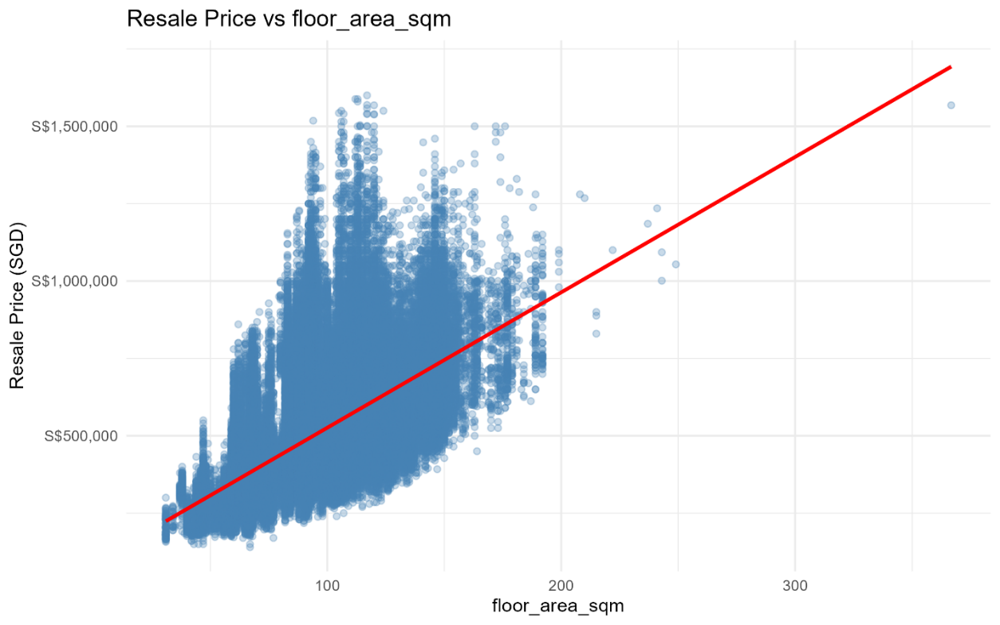 Resale Price vs floor_area_sqm
Resale Price (SGD)
S$1,500,000
S$1,000,000
S$500,000
100
200
300
floor_area_sqm